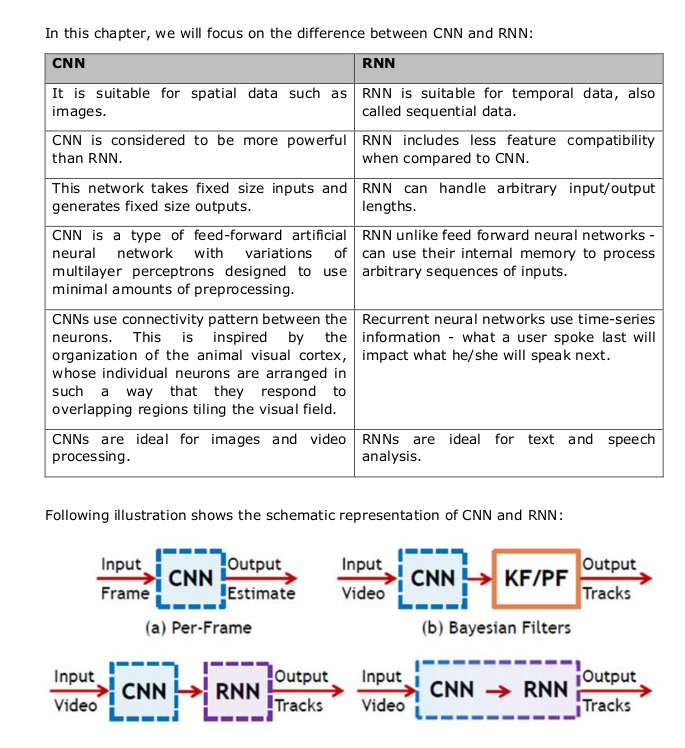 In this chapter, we will focus on the difference between CNN and RNN:
CNN
RNN
It is suitable for spatial data such as
images.
RNN is suitable for temporal data, also
called sequential data.
CNN is considered to be more powerful
than RNN.
RNN includes less feature compatibility
when compared to CNN.
This network takes fixed size inputs and
generates fixed size outputs.
RNN can handle arbitrary input/output
lengths.
CNN is a type of feed-forward artificial
neural network with variations of
multilayer perceptrons designed to use
minimal amounts of preprocessing.
RNN unlike feed forward neural networks -
can use their internal memory to process
arbitrary sequences of inputs.
CNNs use connectivity pattern between the
neurons. This is inspired by the
organization of the animal visual cortex,
whose individual neurons are arranged in
such a way that they respond to
overlapping regions tiling the visual field.
Recurrent neural networks use time-series
information - what a user spoke last will
impact what he/she will speak next.
CNNs are ideal for images and video
processing.
RNNs are ideal for text and speech
analysis.
Following illustration shows the schematic representation of CNN and RNN:
Input
Frame
CNN
Output
Estimate
(a) Per-Frame
Input
Video
CNN
KF/PF
Output
Tracks
(b) Bayesian Filters
Input
Video
CNN
RNN
Output
Tracks
Input
Video
CNN
RNN
Output
Tracks